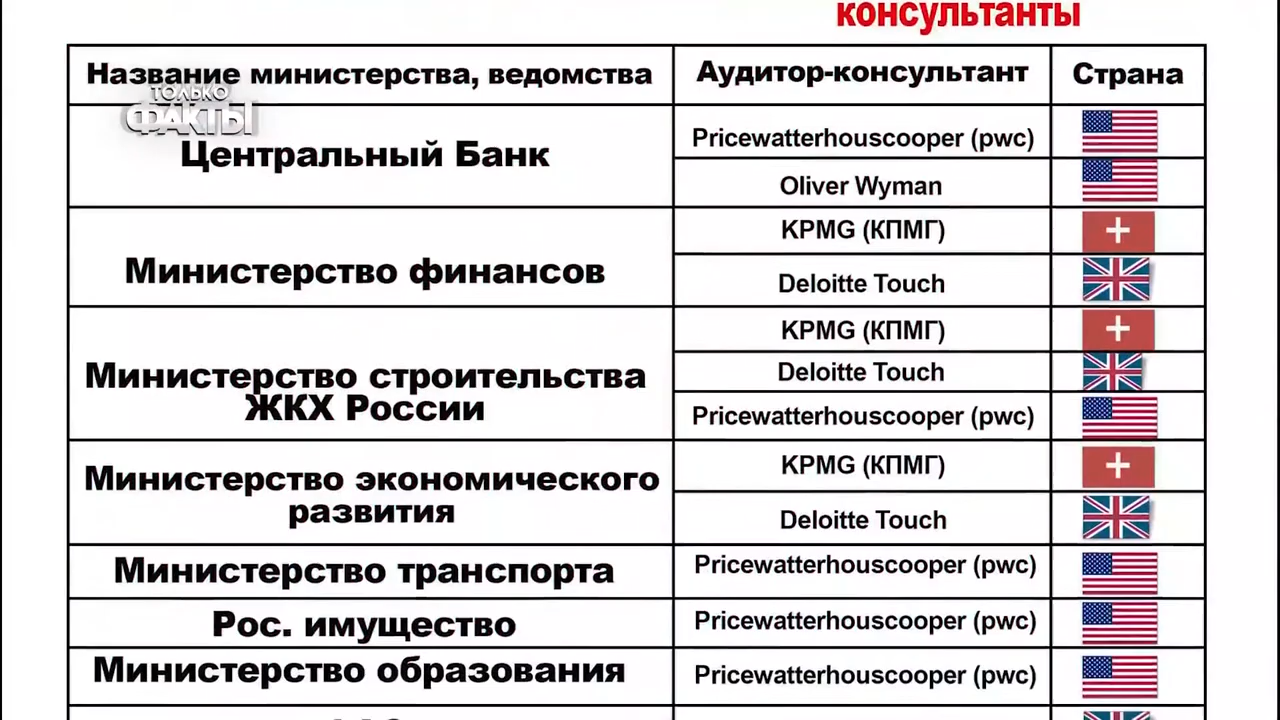 консультанты
Название министерства, ведомства
Аудитор-консультант
Страна
ТОЛЬКО
ФАКТЫ
Центральный Банк
Pricewatterhouscooper (pwc)
Oliver Wyman
Министерство финансов
KPMG (КПМГ)
Deloitte Touch
Министерство строительства
ЖКХ России
KPMG (КПМГ)
Deloitte Touch
Pricewatterhouscooper (pwc)
Министерство экономического
развития
KPMG (КПМГ)
Deloitte Touch
Министерство транспорта
Pricewatterhouscooper (pwc)
Рос. имущество
Pricewatterhouscooper (pwc)
Министерство образования
Pricewatterhouscooper (pwc)